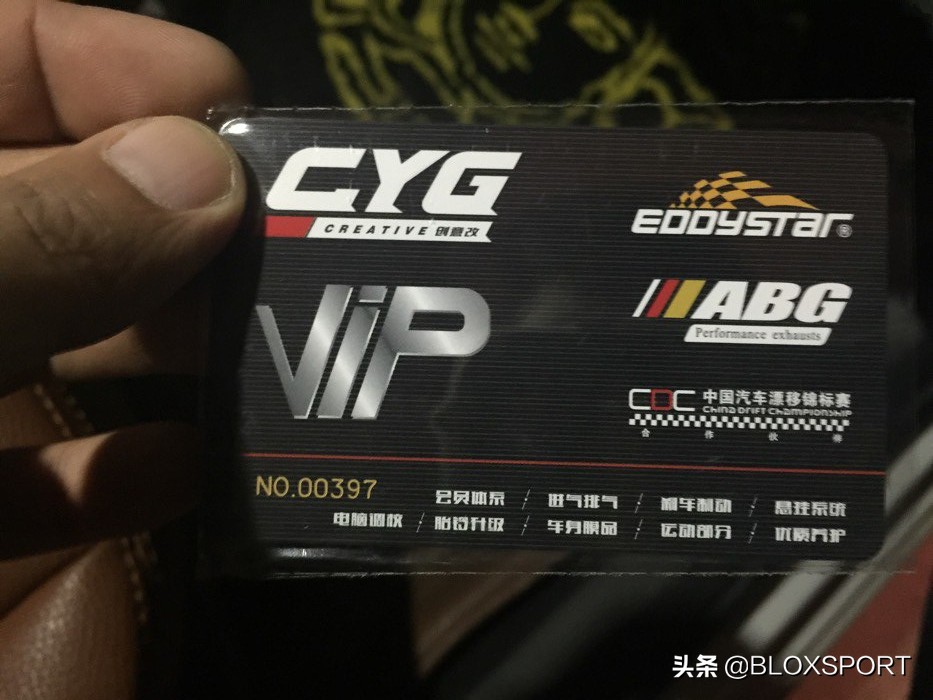 CYG
CREATIVE 创意改
ViP
EDDYSTAR®
ABG
Performance exhausts
CDC 中国汽车漂移锦标赛
CHINA DRIFT CHAMPIONSHIP
合作伙伴
NO.00397
会员体系 / 进气排气 / 刹车制动 / 悬挂系统
电脑调教 / 胎铃升级 / 车身膜品 / 运动部分 / 优质养护
头条 @BLOXSPORT